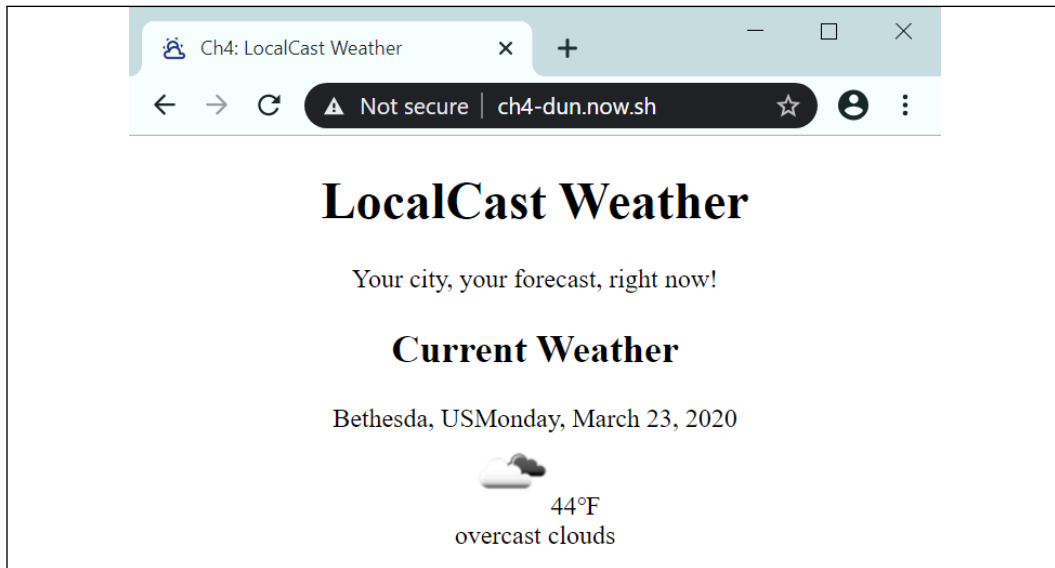 Ch4: LocalCast Weather
Not secure | ch4-dun.now.sh
LocalCast Weather
Your city, your forecast, right now!
Current Weather
Bethesda, USMonday, March 23, 2020
44°F
overcast clouds